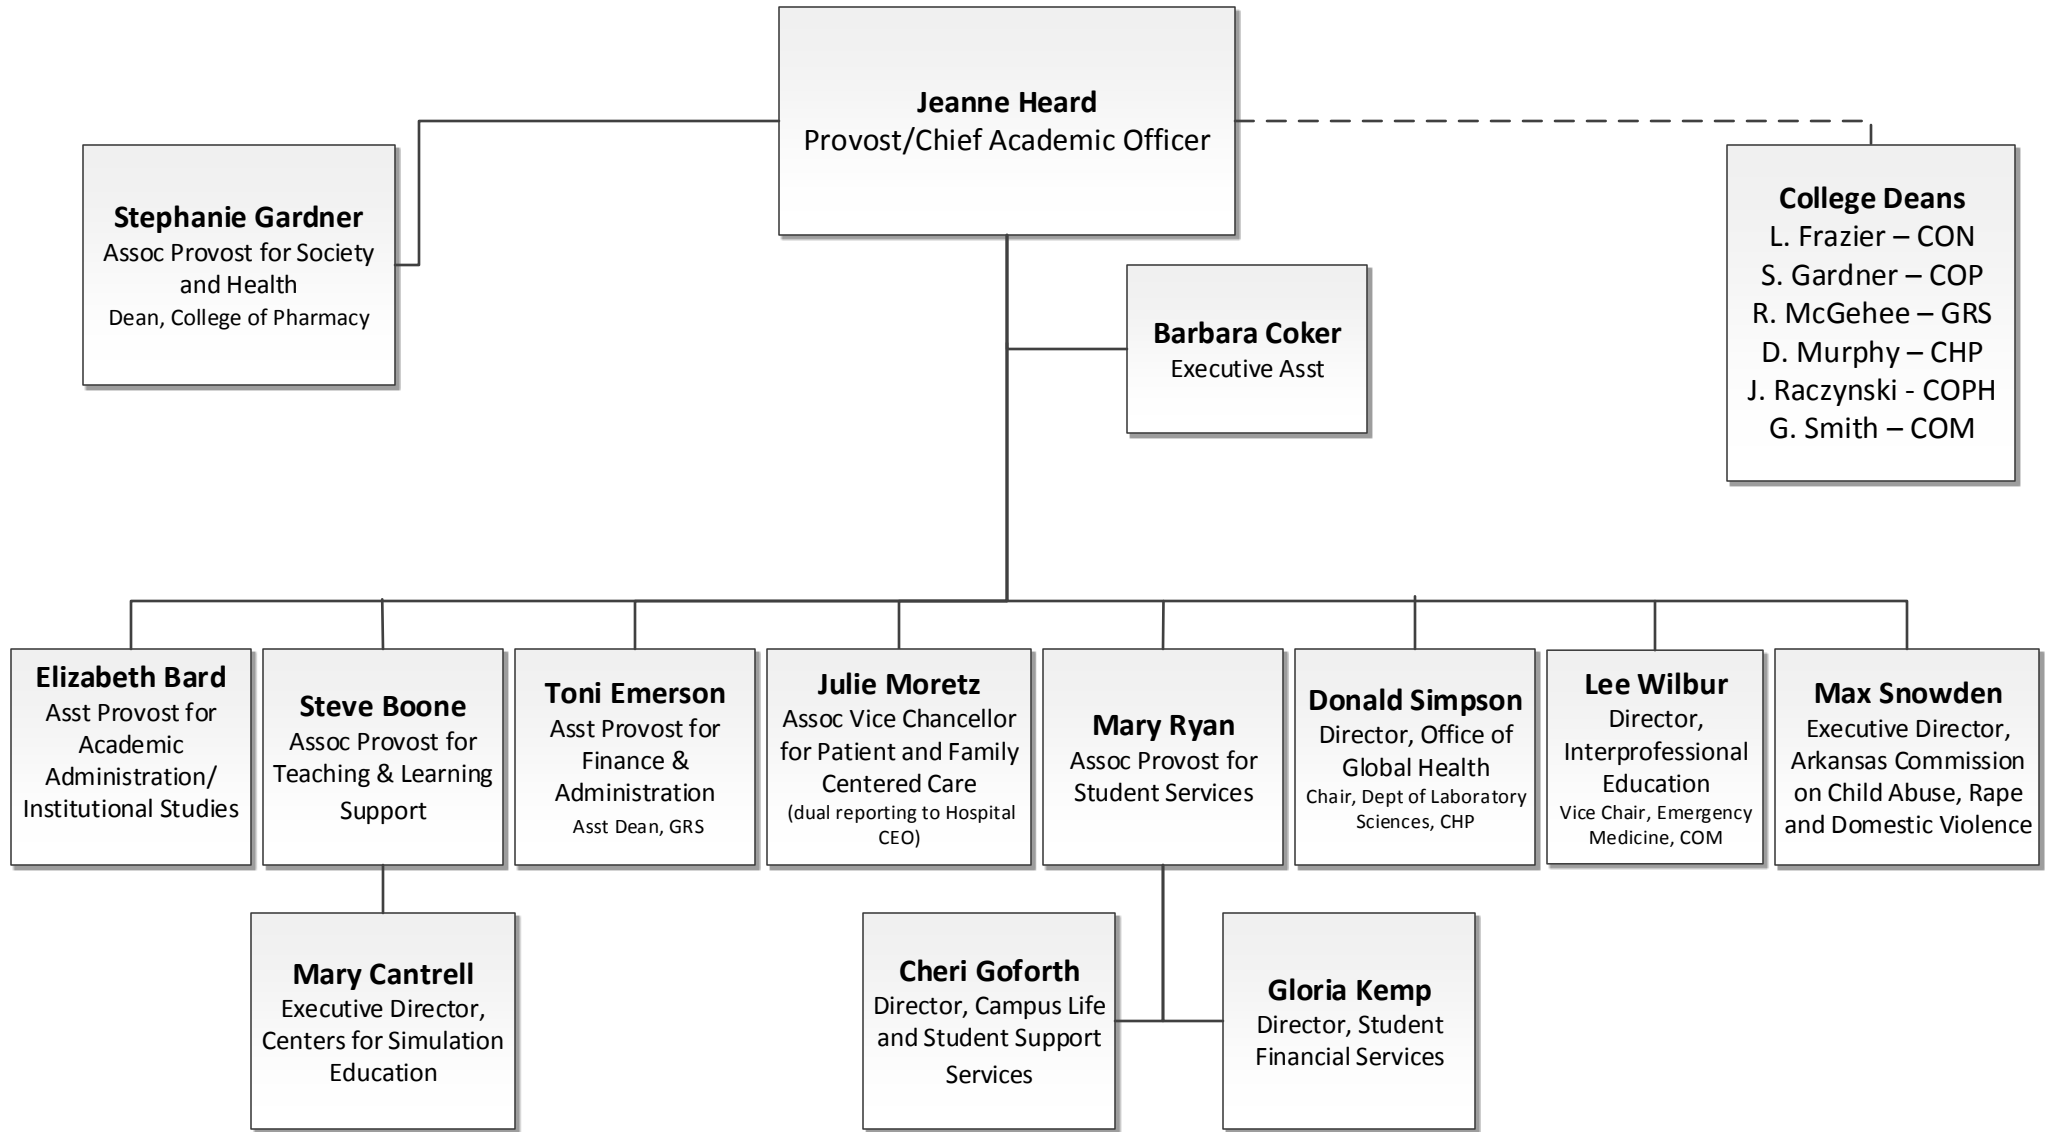 Jeanne Heard
Provost/Chief Academic Officer
Stephanie Gardner
Assoc Provost for Society
and Health
Dean, College of Pharmacy
College Deans
L. Frazier – CON
S. Gardner – COP
R. McGehee – GRS
D. Murphy – CHP
J. Raczynski - COPH
G. Smith – COM
Barbara Coker
Executive Asst
Elizabeth Bard
Asst Provost for
Academic
Administration/
Institutional Studies
Steve Boone
Assoc Provost for
Teaching & Learning
Support
Toni Emerson
Asst Provost for
Finance &
Administration
Asst Dean, GRS
Julie Moretz
Assoc Vice Chancellor
for Patient and Family
Centered Care
(dual reporting to Hospital
CEO)
Mary Ryan
Assoc Provost for
Student Services
Donald Simpson
Director, Office of
Global Health
Chair, Dept of Laboratory
Sciences, CHP
Lee Wilbur
Director,
Interprofessional
Education
Vice Chair, Emergency
Medicine, COM
Max Snowden
Executive Director,
Arkansas Commission
on Child Abuse, Rape
and Domestic Violence
Mary Cantrell
Executive Director,
Centers for Simulation
Education
Cheri Goforth
Director, Campus Life
and Student Support
Services
Gloria Kemp
Director, Student
Financial Services